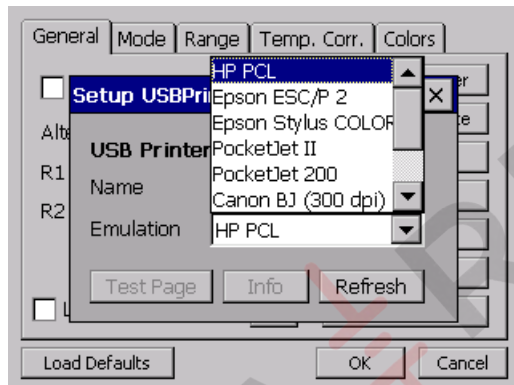 General Mode Range Temp. Corr. Colors
HP PCL
Setup USBPri
Epson ESC/P 2
Epson Stylus COLOR
Alte
USB Printer
PocketJet II
R1
PocketJet 200
Name
Canon BJ (300 dpi)
R2
Emulation HP PCL
Test Page Info Refresh
Load Defaults OK Cancel